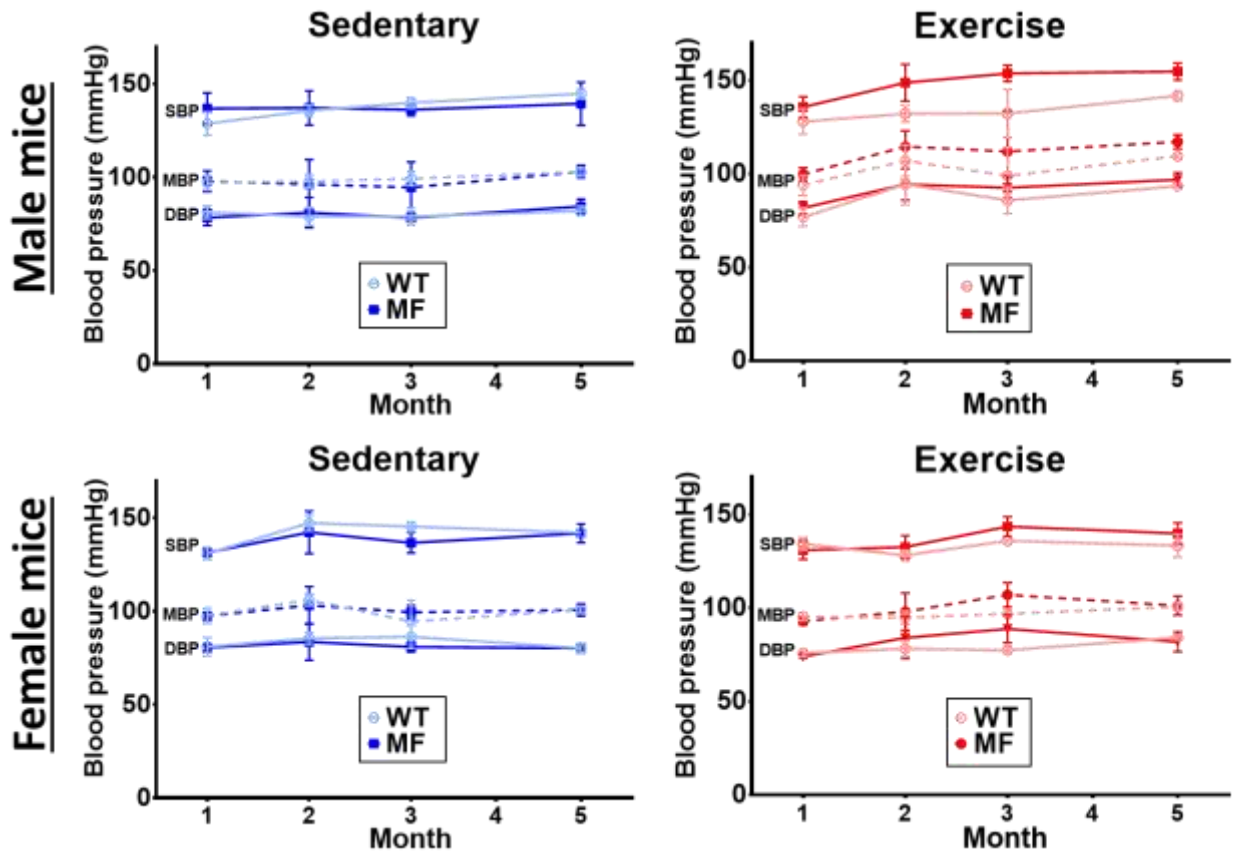 Male mice
Sedentary
Blood pressure (mmHg)
150
100
50
0
SBP
MBP
DBP
WT
MF
1 2 3 4 5
Month
Exercise
Blood pressure (mmHg)
150
100
50
0
SBP
MBP
DBP
WT
MF
1 2 3 4 5
Month
Female mice
Sedentary
Blood pressure (mmHg)
150
100
50
0
SBP
MBP
DBP
WT
MF
1 2 3 4 5
Month
Exercise
Blood pressure (mmHg)
150
100
50
0
SBP
MBP
DBP
WT
MF
1 2 3 4 5
Month